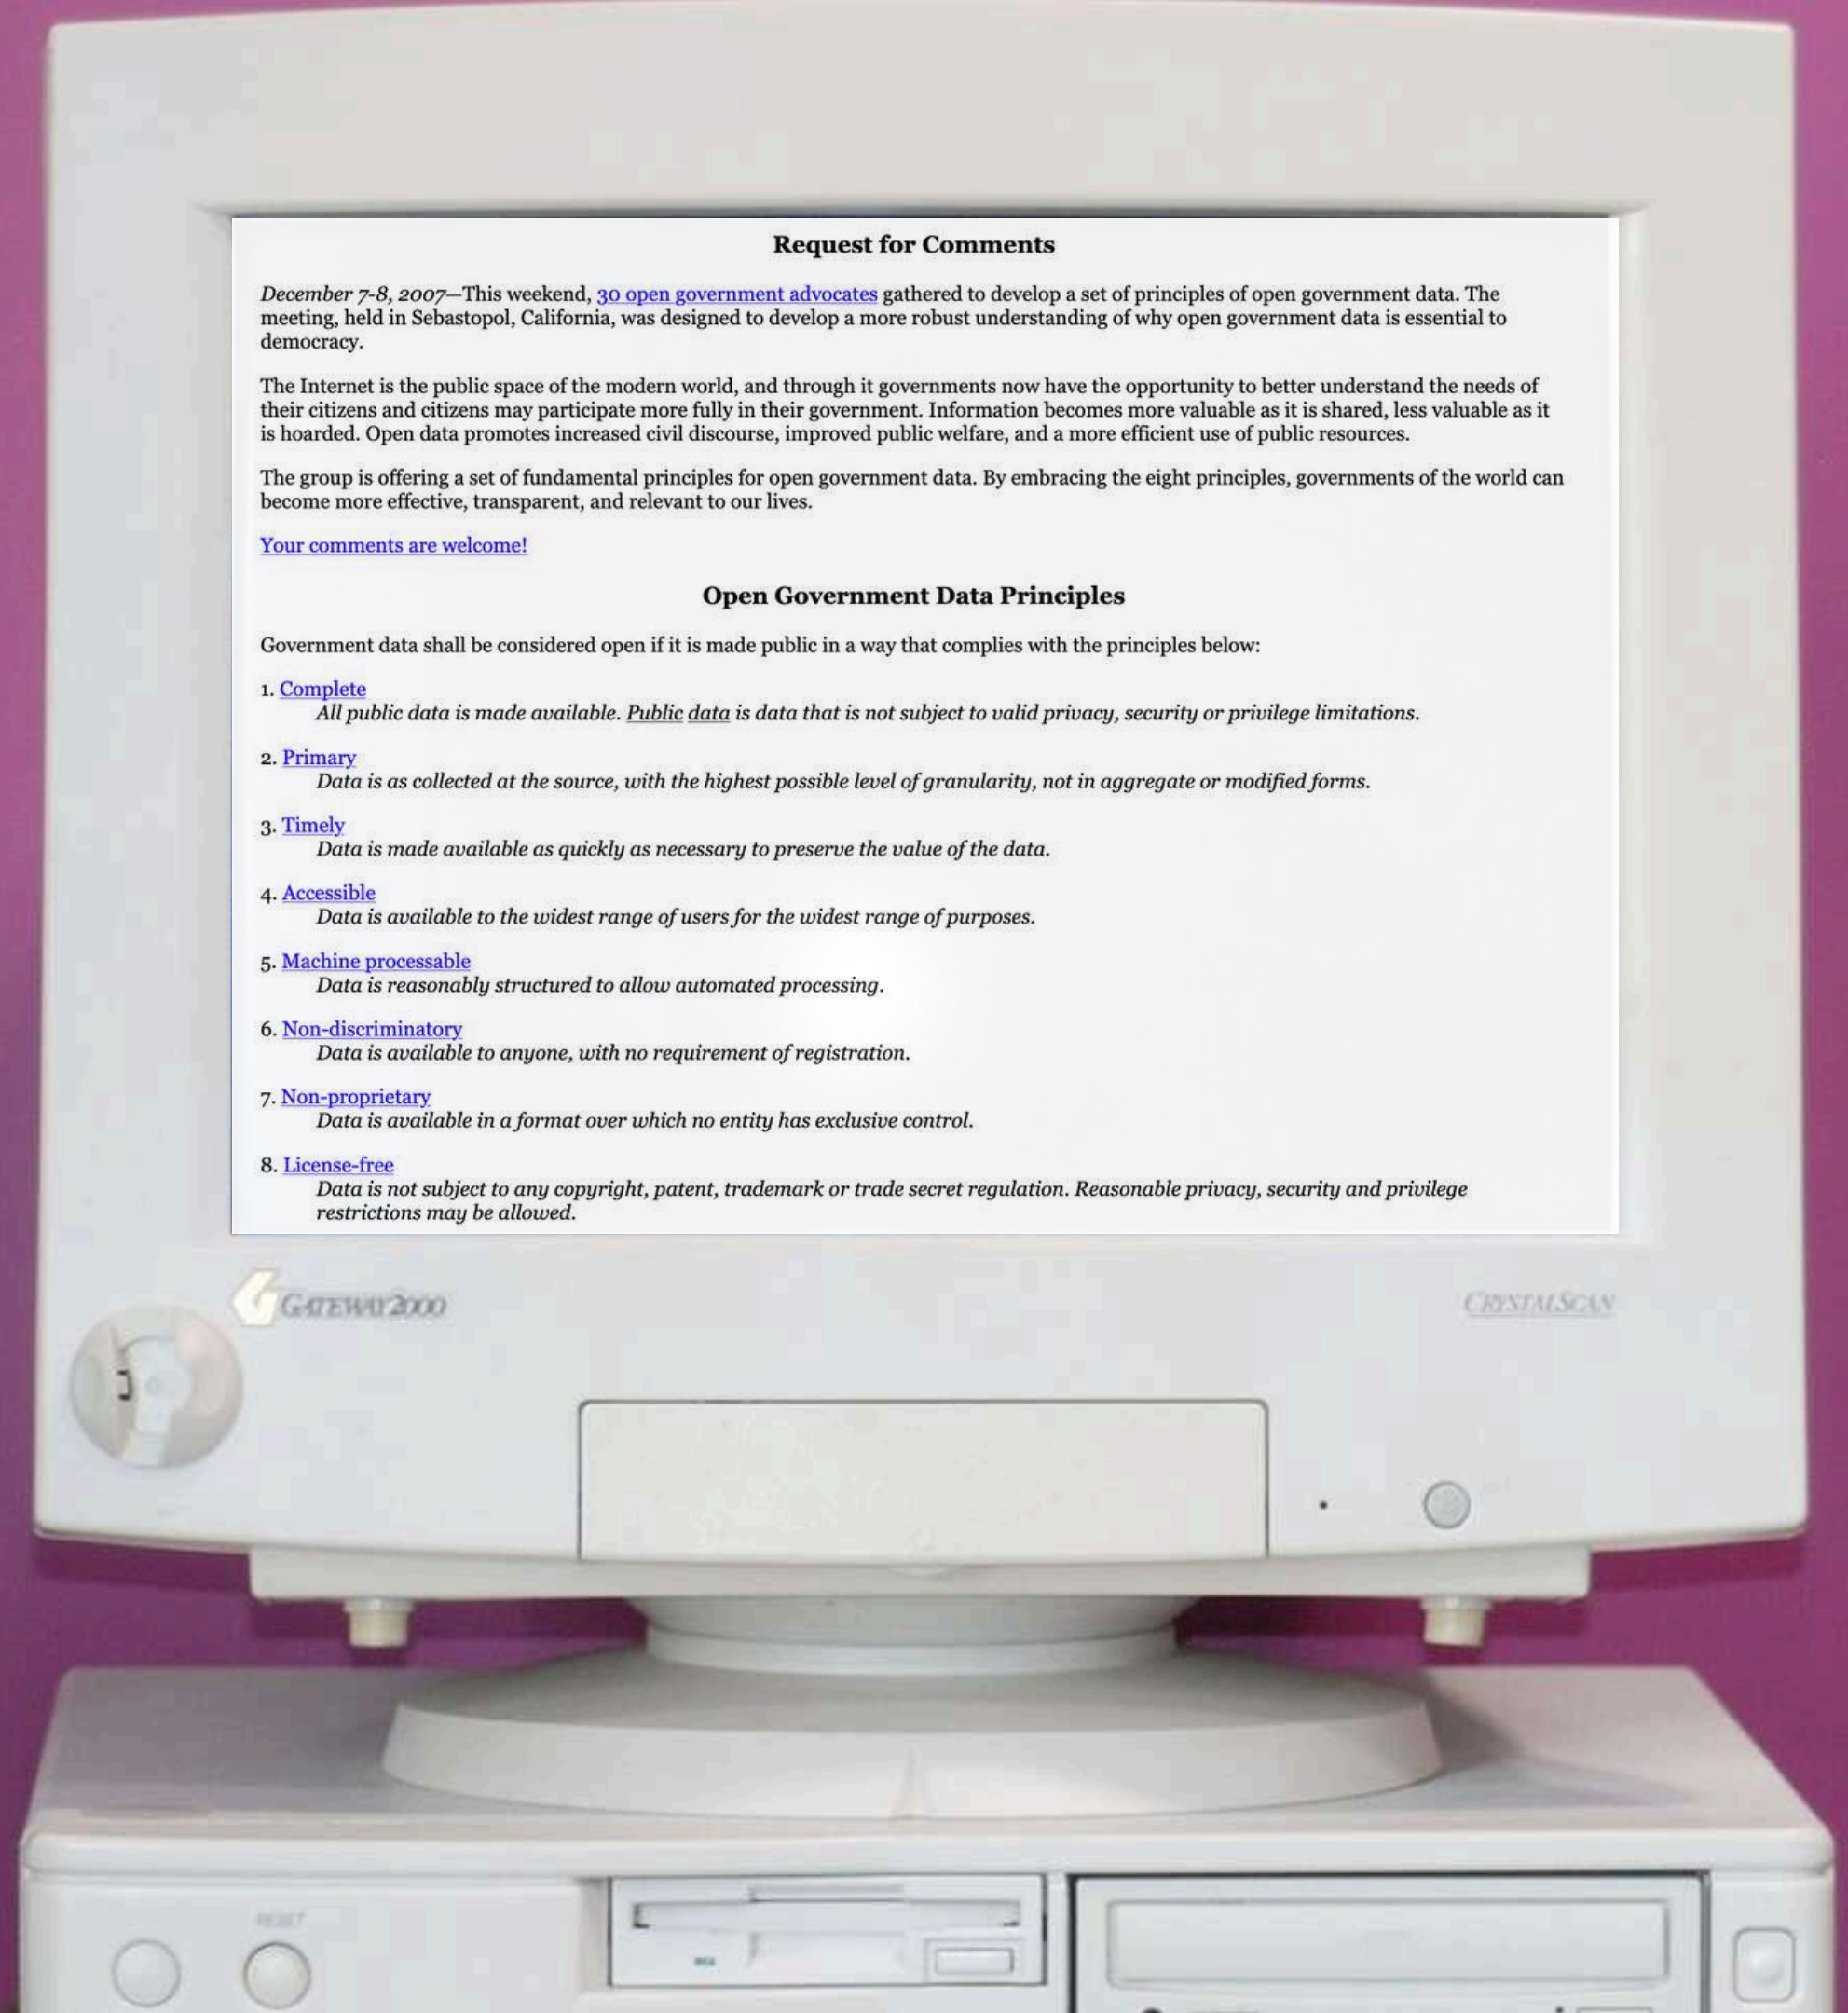 Request for Comments
December 7-8, 2007—This weekend, 30 open government advocates gathered to develop a set of principles of open government data. The
meeting, held in Sebastopol, California, was designed to develop a more robust understanding of why open government data is essential to
democracy.
The Internet is the public space of the modern world, and through it governments now have the opportunity to better understand the needs of
their citizens and citizens may participate more fully in their government. Information becomes more valuable as it is shared, less valuable as it
is hoarded. Open data promotes increased civil discourse, improved public welfare, and a more efficient use of public resources.
The group is offering a set of fundamental principles for open government data. By embracing the eight principles, governments of the world can
become more effective, transparent, and relevant to our lives.
Your comments are welcome!
Open Government Data Principles
Government data shall be considered open if it is made public in a way that complies with the principles below:
1. Complete
All public data is made available. Public data is data that is not subject to valid privacy, security or privilege limitations.
2. Primary
Data is as collected at the source, with the highest possible level of granularity, not in aggregate or modified forms.
3. Timely
Data is made available as quickly as necessary to preserve the value of the data.
4. Accessible
Data is available to the widest range of users for the widest range of purposes.
5. Machine processable
Data is reasonably structured to allow automated processing.
6. Non-discriminatory
Data is available to anyone, with no requirement of registration.
7. Non-proprietary
Data is available in a format over which no entity has exclusive control.
8. License-free
Data is not subject to any copyright, patent, trademark or trade secret regulation. Reasonable privacy, security and privilege
restrictions may be allowed.
GATEWAY2000
CRYSTALSCAN
RESET